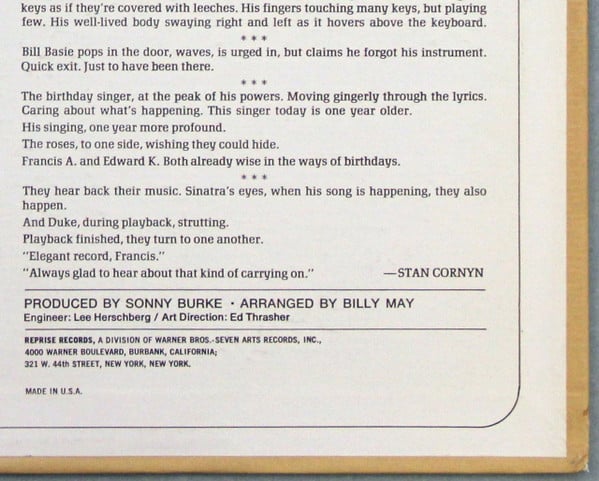 keys as if they're covered with leeches. His fingers touching many keys, but playing
few. His well-lived body swaying right and left as it hovers above the keyboard.
* * *
Bill Basie pops in the door, waves, is urged in, but claims he forgot his instrument.
Quick exit. Just to have been there.
* * *
The birthday singer, at the peak of his powers. Moving gingerly through the lyrics.
Caring about what's happening. This singer today is one year older.
His singing, one year more profound.
The roses, to one side, wishing they could hide.
Francis A. and Edward K. Both already wise in the ways of birthdays.
* * *
They hear back their music. Sinatra's eyes, when his song is happening, they also
happen.
And Duke, during playback, strutting.
Playback finished, they turn to one another.
"Elegant record, Francis."
"Always glad to hear about that kind of carrying on." —STAN CORNYN
PRODUCED BY SONNY BURKE · ARRANGED BY BILLY MAY
Engineer: Lee Herschberg / Art Direction: Ed Thrasher
REPRISE RECORDS, A DIVISION OF WARNER BROS.-SEVEN ARTS RECORDS, INC.,
4000 WARNER BOULEVARD, BURBANK, CALIFORNIA;
321 W. 44th STREET, NEW YORK, NEW YORK.
MADE IN U.S.A.